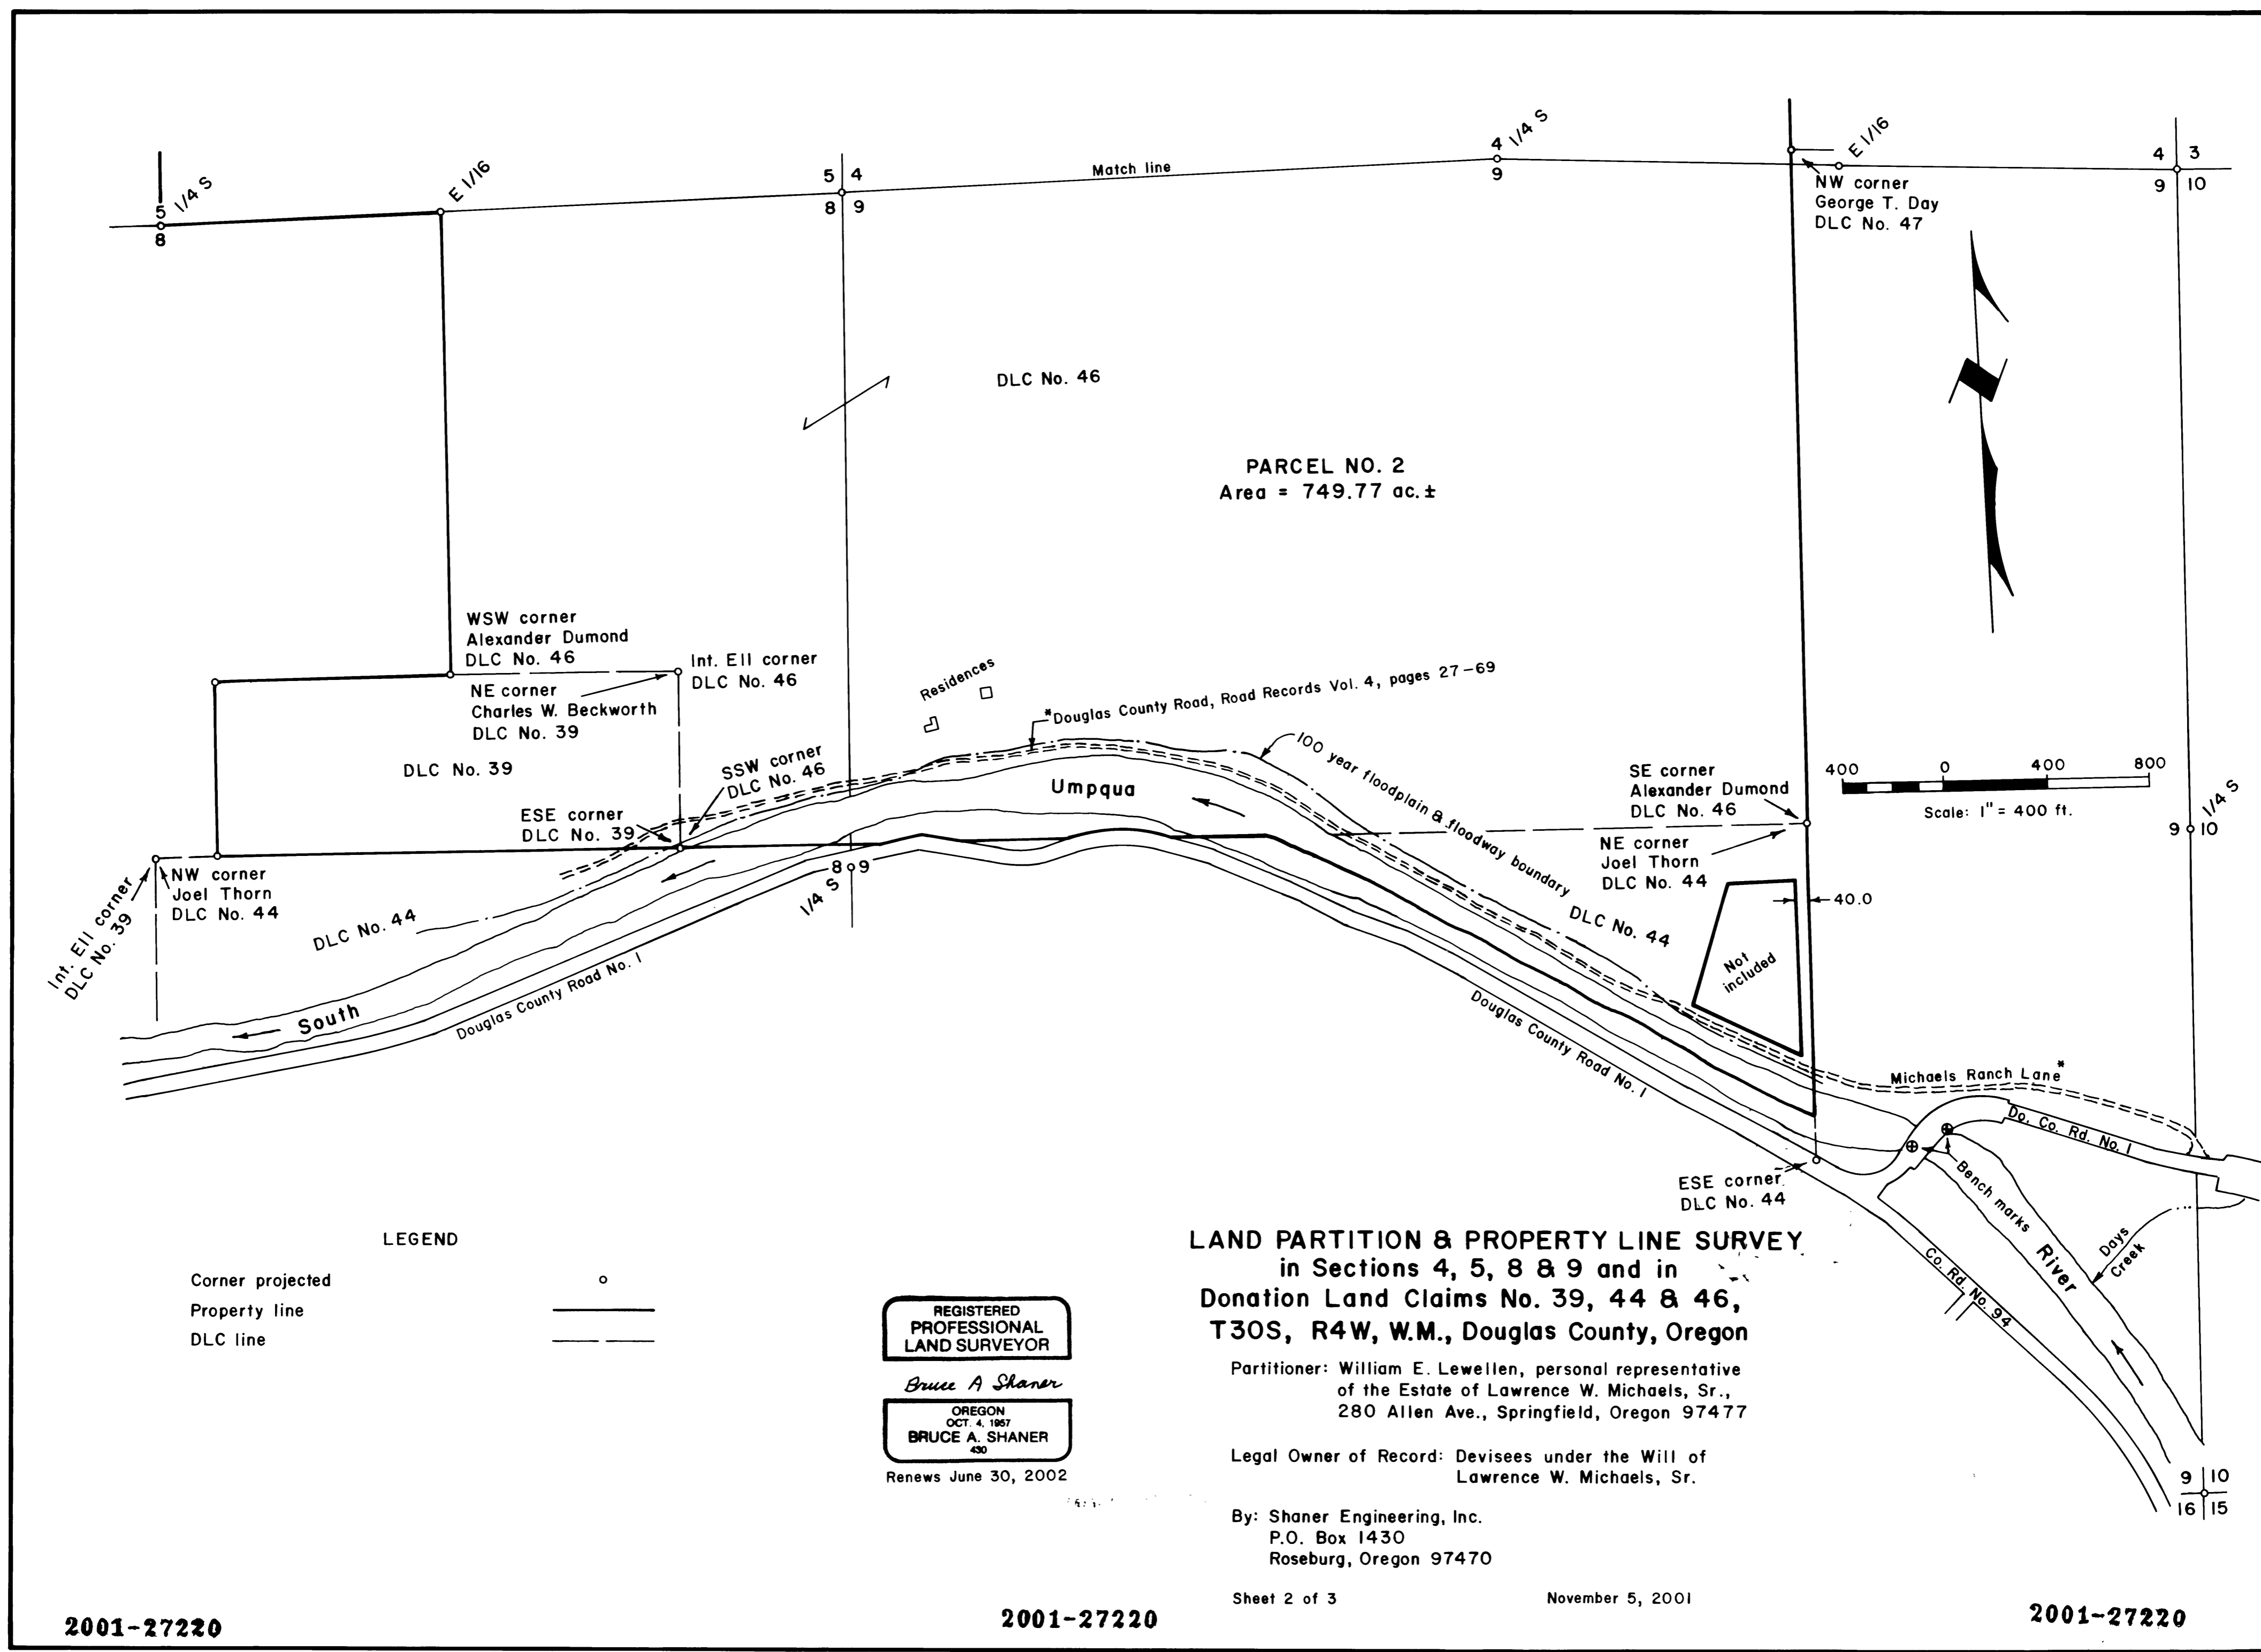 5
1/4 S
8
E 1/16
5 4
8 9
Match line
4
1/4 S
9
E 1/16
4 3
9 10
NW corner
George T. Day
DLC No. 47
DLC No. 46
PARCEL NO. 2
Area = 749.77 ac.±
WSW corner
Alexander Dumond
DLC No. 46
Int. Ell corner
DLC No. 46
NE corner
Charles W. Beckworth
DLC No. 39
Residences
*Douglas County Road, Road Records Vol. 4, pages 27-69
DLC No. 39
SSW corner
DLC No. 46
Umpqua
100 year floodplain & floodway boundary
SE corner
Alexander Dumond
DLC No. 46
400 0 400 800
Scale: 1" = 400 ft.
1/4 S
9 10
ESE corner
DLC No. 39
NE corner
Joel Thorn
DLC No. 44
NW corner
Joel Thorn
DLC No. 44
Int. Ell corner
DLC No. 39
8 9
1/4 S
DLC No. 44
DLC No. 44
40.0
Not
included
South
Douglas County Road No. 1
Douglas County Road No. 1
Michaels Ranch Lane*
Do. Co. Rd. No. 1
Bench marks
River
Days
Creek
Co. Rd. No. 94
ESE corner
DLC No. 44
9 10
16 15
LEGEND
Corner projected
Property line
DLC line
REGISTERED
PROFESSIONAL
LAND SURVEYOR
Bruce A Shaner
OREGON
OCT. 4, 1957
BRUCE A. SHANER
430
Renews June 30, 2002
LAND PARTITION & PROPERTY LINE SURVEY
in Sections 4, 5, 8 & 9 and in
Donation Land Claims No. 39, 44 & 46,
T30S, R4W, W.M., Douglas County, Oregon
Partitioner: William E. Lewellen, personal representative
of the Estate of Lawrence W. Michaels, Sr.,
280 Allen Ave., Springfield, Oregon 97477
Legal Owner of Record: Devisees under the Will of
Lawrence W. Michaels, Sr.
By: Shaner Engineering, Inc.
P.O. Box 1430
Roseburg, Oregon 97470
Sheet 2 of 3
November 5, 2001
2001-27220
2001-27220
2001-27220